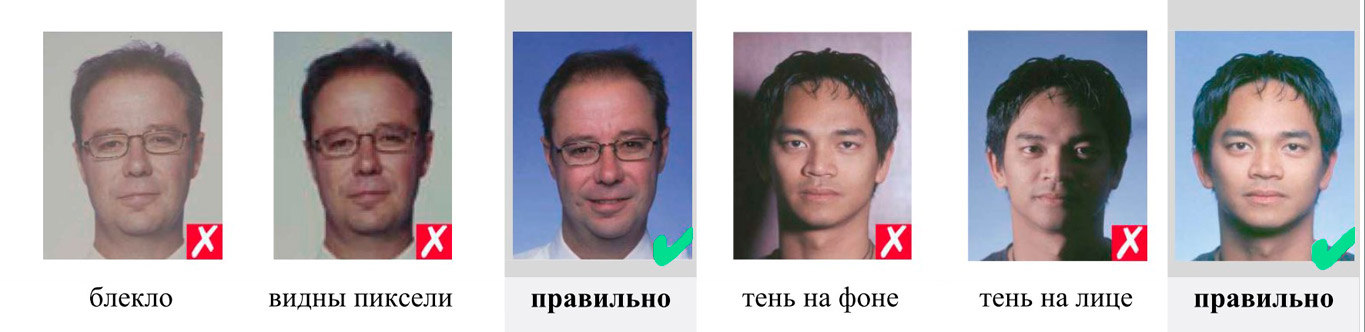 блекло
видны пиксели
правильно
тень на фоне
тень на лице
правильно